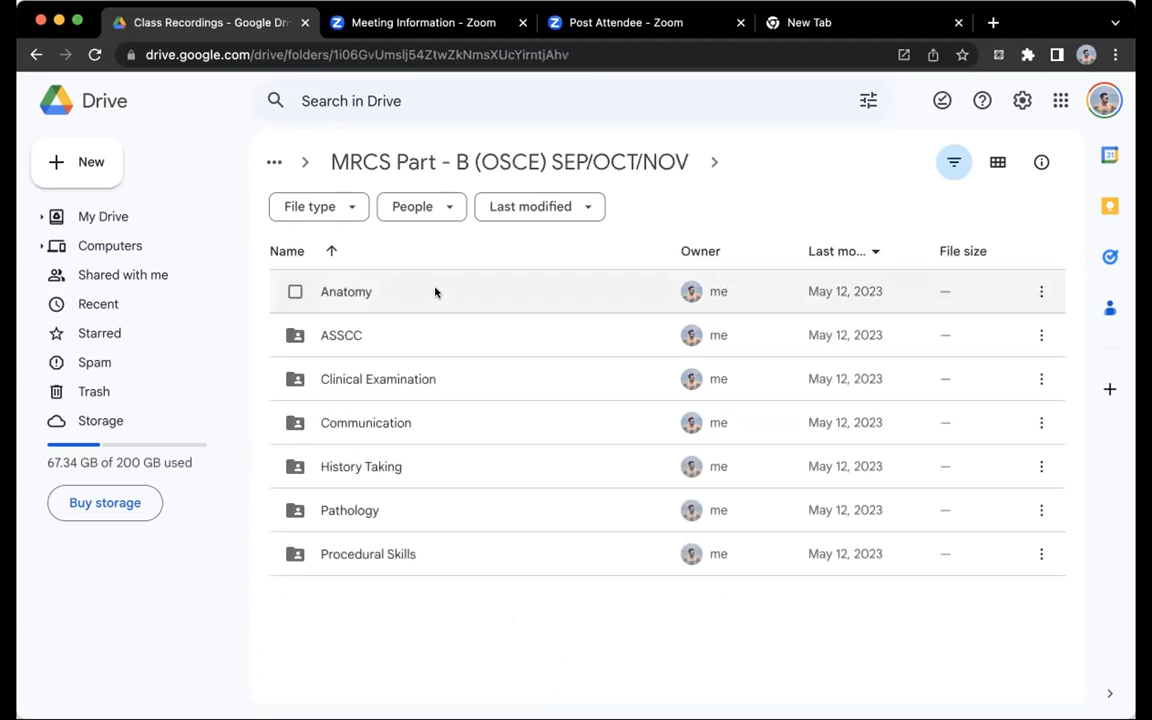 Class Recordings - Google Dri
Meeting Information - Zoom
Post Attendee - Zoom
New Tab
drive.google.com/drive/folders/1i06GvUmslj54ZtwZkNmsXUcYirntjAhv
Drive
Search in Drive
New
MRCS Part - B (OSCE) SEP/OCT/NOV
File type
People
Last modified
My Drive
Computers
Shared with me
Recent
Starred
Spam
Trash
Storage
67.34 GB of 200 GB used
Buy storage
Name
Owner
Last mo...
File size
Anatomy
me
May 12, 2023
—
ASSCC
me
May 12, 2023
—
Clinical Examination
me
May 12, 2023
—
Communication
me
May 12, 2023
—
History Taking
me
May 12, 2023
—
Pathology
me
May 12, 2023
—
Procedural Skills
me
May 12, 2023
—
31